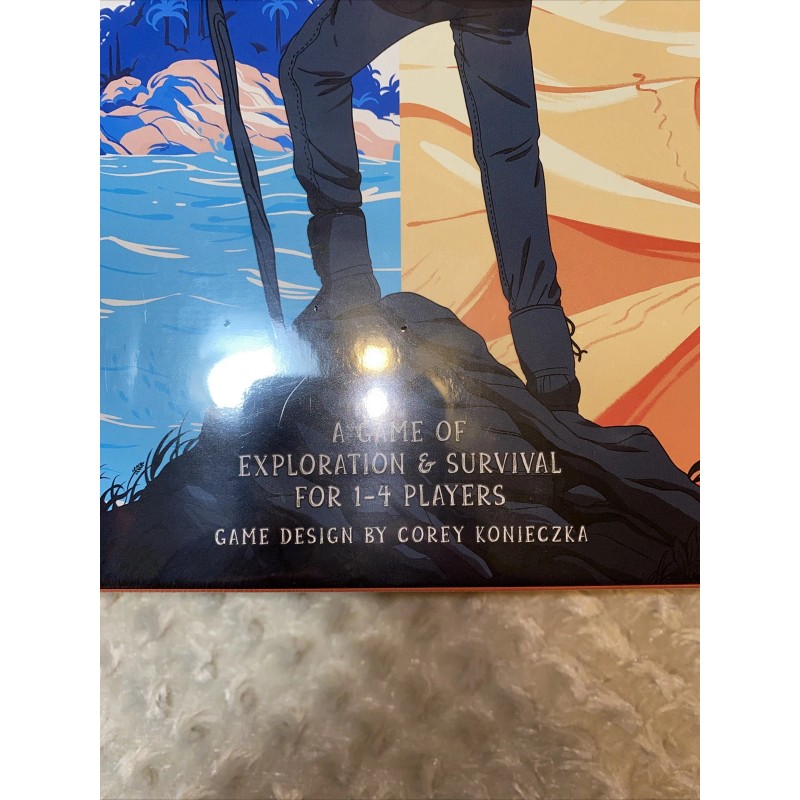 A GAME OF
EXPLORATION & SURVIVAL
FOR 1-4 PLAYERS
GAME DESIGN BY COREY KONIECZKA